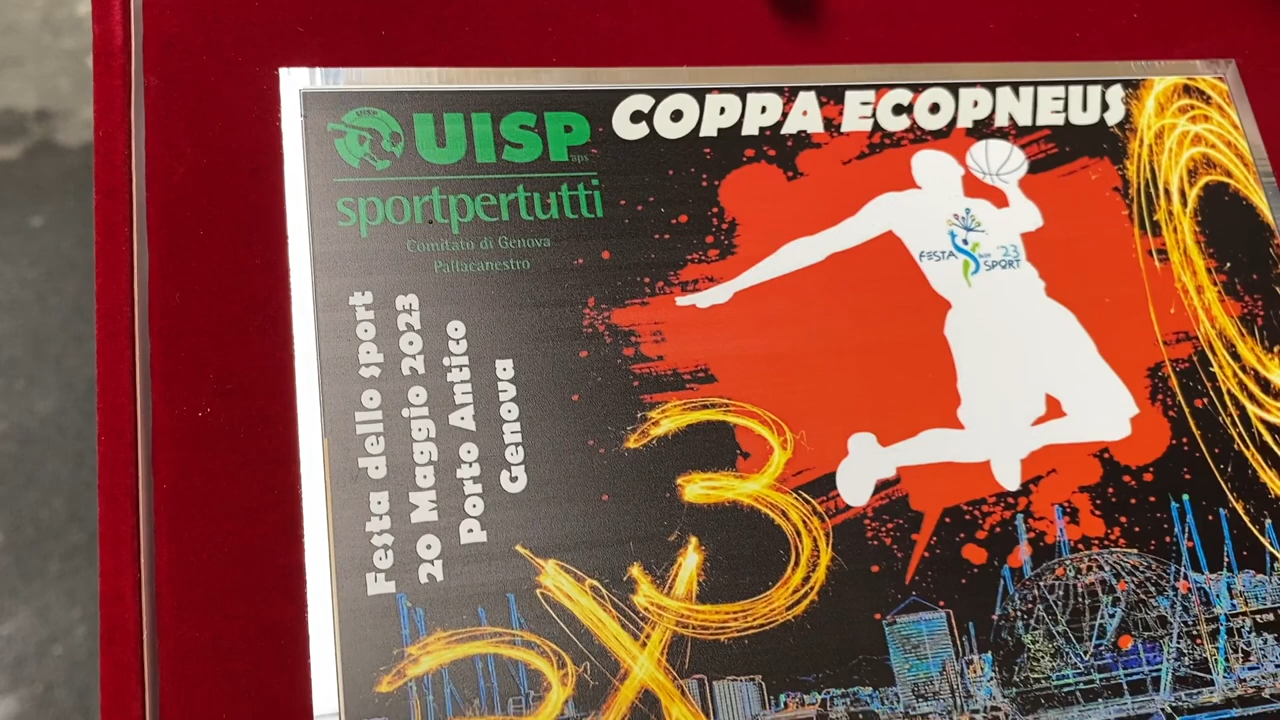 UISP
aps
sportpertutti
Comitato di Genova
Pallacanestro
COPPA ECOPNEUS
FESTA
'23
SPORT
Festa dello sport
20 Maggio 2023
Porto Antico
Genova
3X3